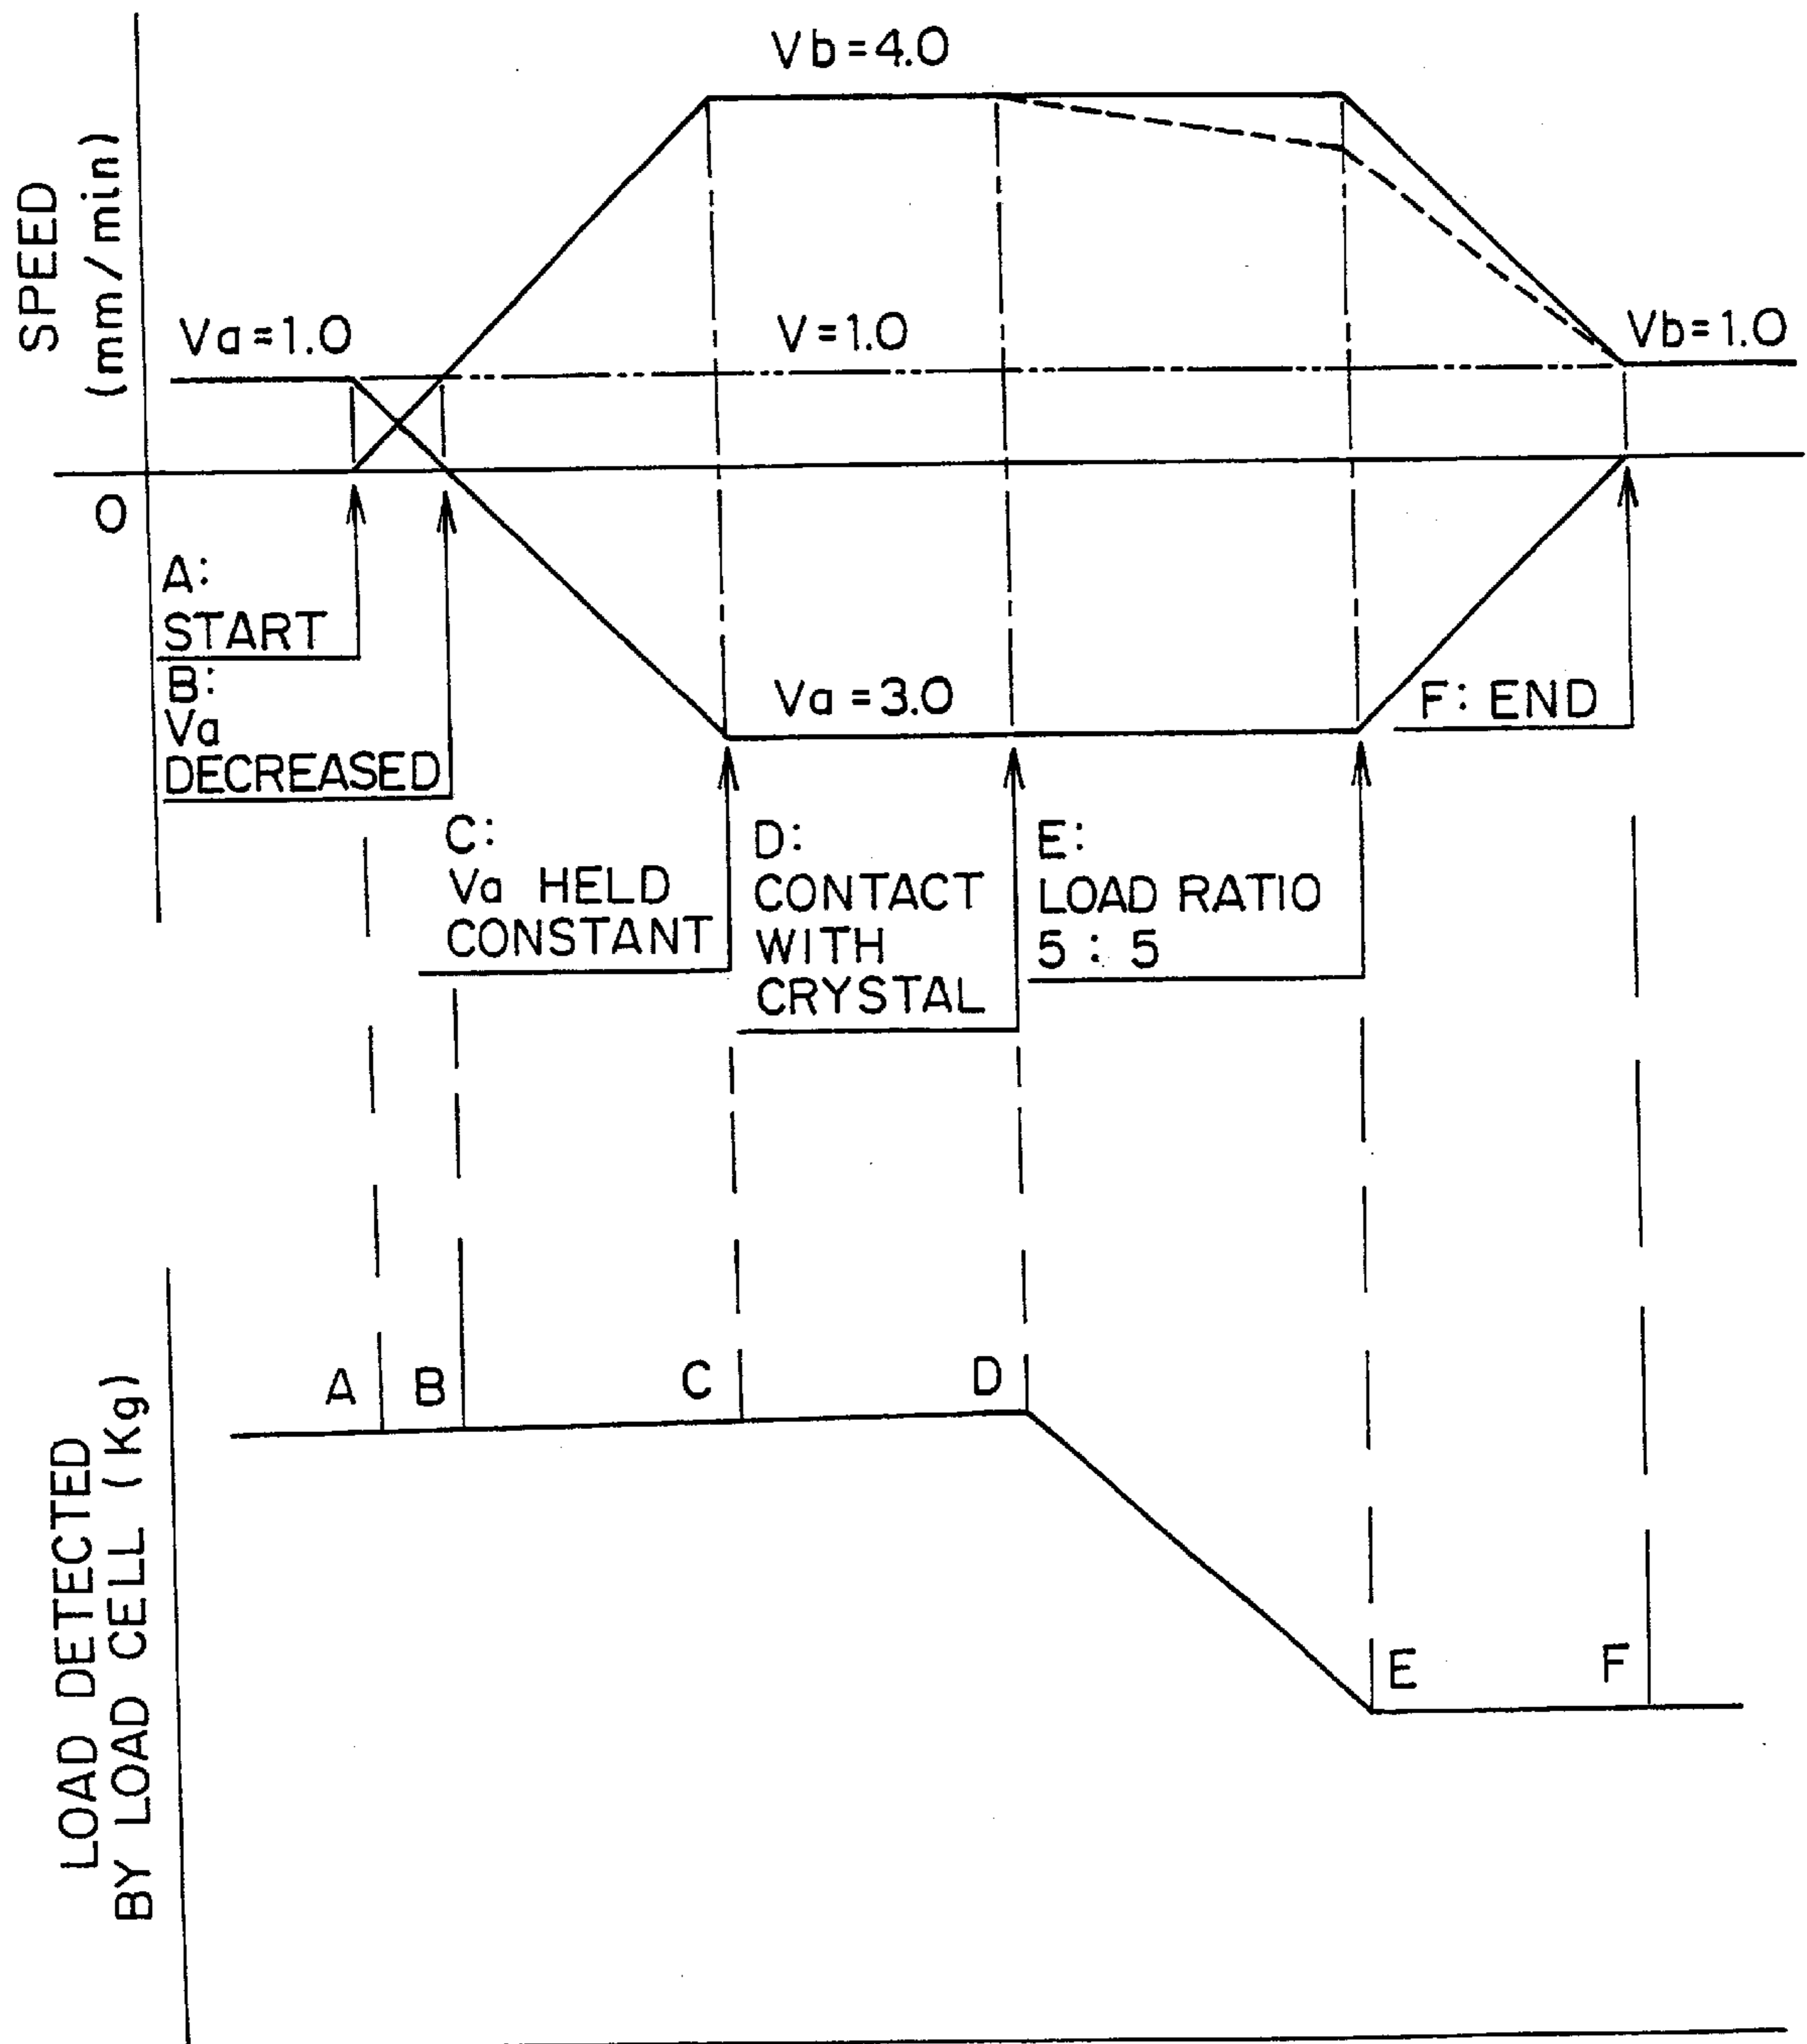 Vb=4.0
SPEED
(mm/min)
Va=1.0
V=1.0
Vb=1.0
O
A:
START
B:
Va
DECREASED
Va=3.0
F: END
C:
Va HELD
CONSTANT
D:
CONTACT
WITH
CRYSTAL
E:
LOAD RATIO
5 : 5
A
B
C
D
LOAD DETECTED
BY LOAD CELL (Kg)
E
F